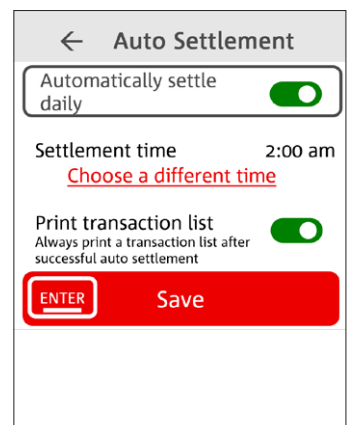 ← Auto Settlement
Automatically settle
daily
Settlement time 2:00 am
Choose a different time
Print transaction list
Always print a transaction list after
successful auto settlement
ENTER Save